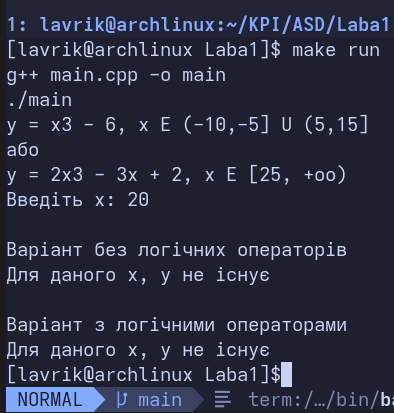 1: lavrik@archlinux:~/KPI/ASD/Laba1
[lavrik@archlinux Laba1]$ make run
g++ main.cpp -o main
./main
y = x3 - 6, x E (-10,-5] U (5,15]
або
y = 2x3 - 3x + 2, x E [25, +oo)
Введіть x: 20

Варіант без логічних операторів
Для даного x, y не існує

Варіант з логічними операторами
Для даного x, y не існує
[lavrik@archlinux Laba1]$
NORMAL main term:/…/bin/ba